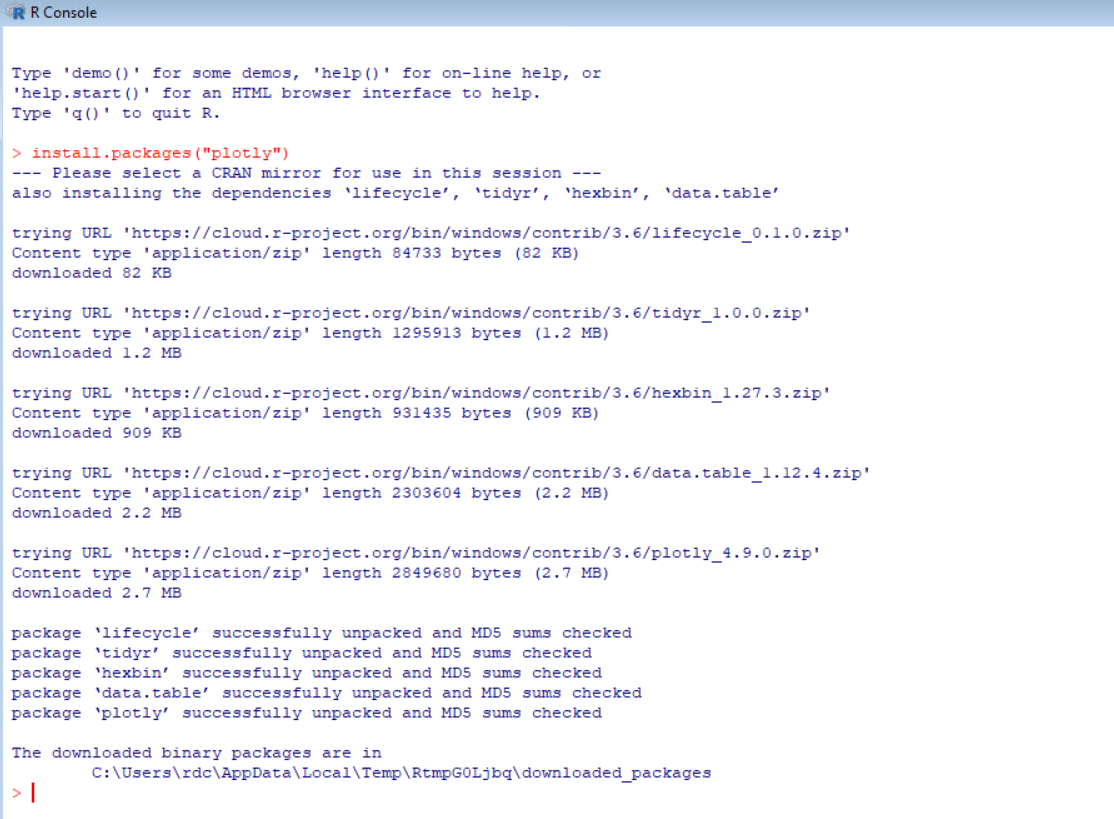 R Console
Type 'demo()' for some demos, 'help()' for on-line help, or
'help.start()' for an HTML browser interface to help.
Type 'q()' to quit R.
> install.packages("plotly")
--- Please select a CRAN mirror for use in this session ---
also installing the dependencies ‘lifecycle’, ‘tidyr’, ‘hexbin’, ‘data.table’
trying URL 'https://cloud.r-project.org/bin/windows/contrib/3.6/lifecycle_0.1.0.zip'
Content type 'application/zip' length 84733 bytes (82 KB)
downloaded 82 KB
trying URL 'https://cloud.r-project.org/bin/windows/contrib/3.6/tidyr_1.0.0.zip'
Content type 'application/zip' length 1295913 bytes (1.2 MB)
downloaded 1.2 MB
trying URL 'https://cloud.r-project.org/bin/windows/contrib/3.6/hexbin_1.27.3.zip'
Content type 'application/zip' length 931435 bytes (909 KB)
downloaded 909 KB
trying URL 'https://cloud.r-project.org/bin/windows/contrib/3.6/data.table_1.12.4.zip'
Content type 'application/zip' length 2303604 bytes (2.2 MB)
downloaded 2.2 MB
trying URL 'https://cloud.r-project.org/bin/windows/contrib/3.6/plotly_4.9.0.zip'
Content type 'application/zip' length 2849680 bytes (2.7 MB)
downloaded 2.7 MB
package ‘lifecycle’ successfully unpacked and MD5 sums checked
package ‘tidyr’ successfully unpacked and MD5 sums checked
package ‘hexbin’ successfully unpacked and MD5 sums checked
package ‘data.table’ successfully unpacked and MD5 sums checked
package ‘plotly’ successfully unpacked and MD5 sums checked
The downloaded binary packages are in
C:\Users\rdc\AppData\Local\Temp\RtmpG0Ljbq\downloaded_packages
>